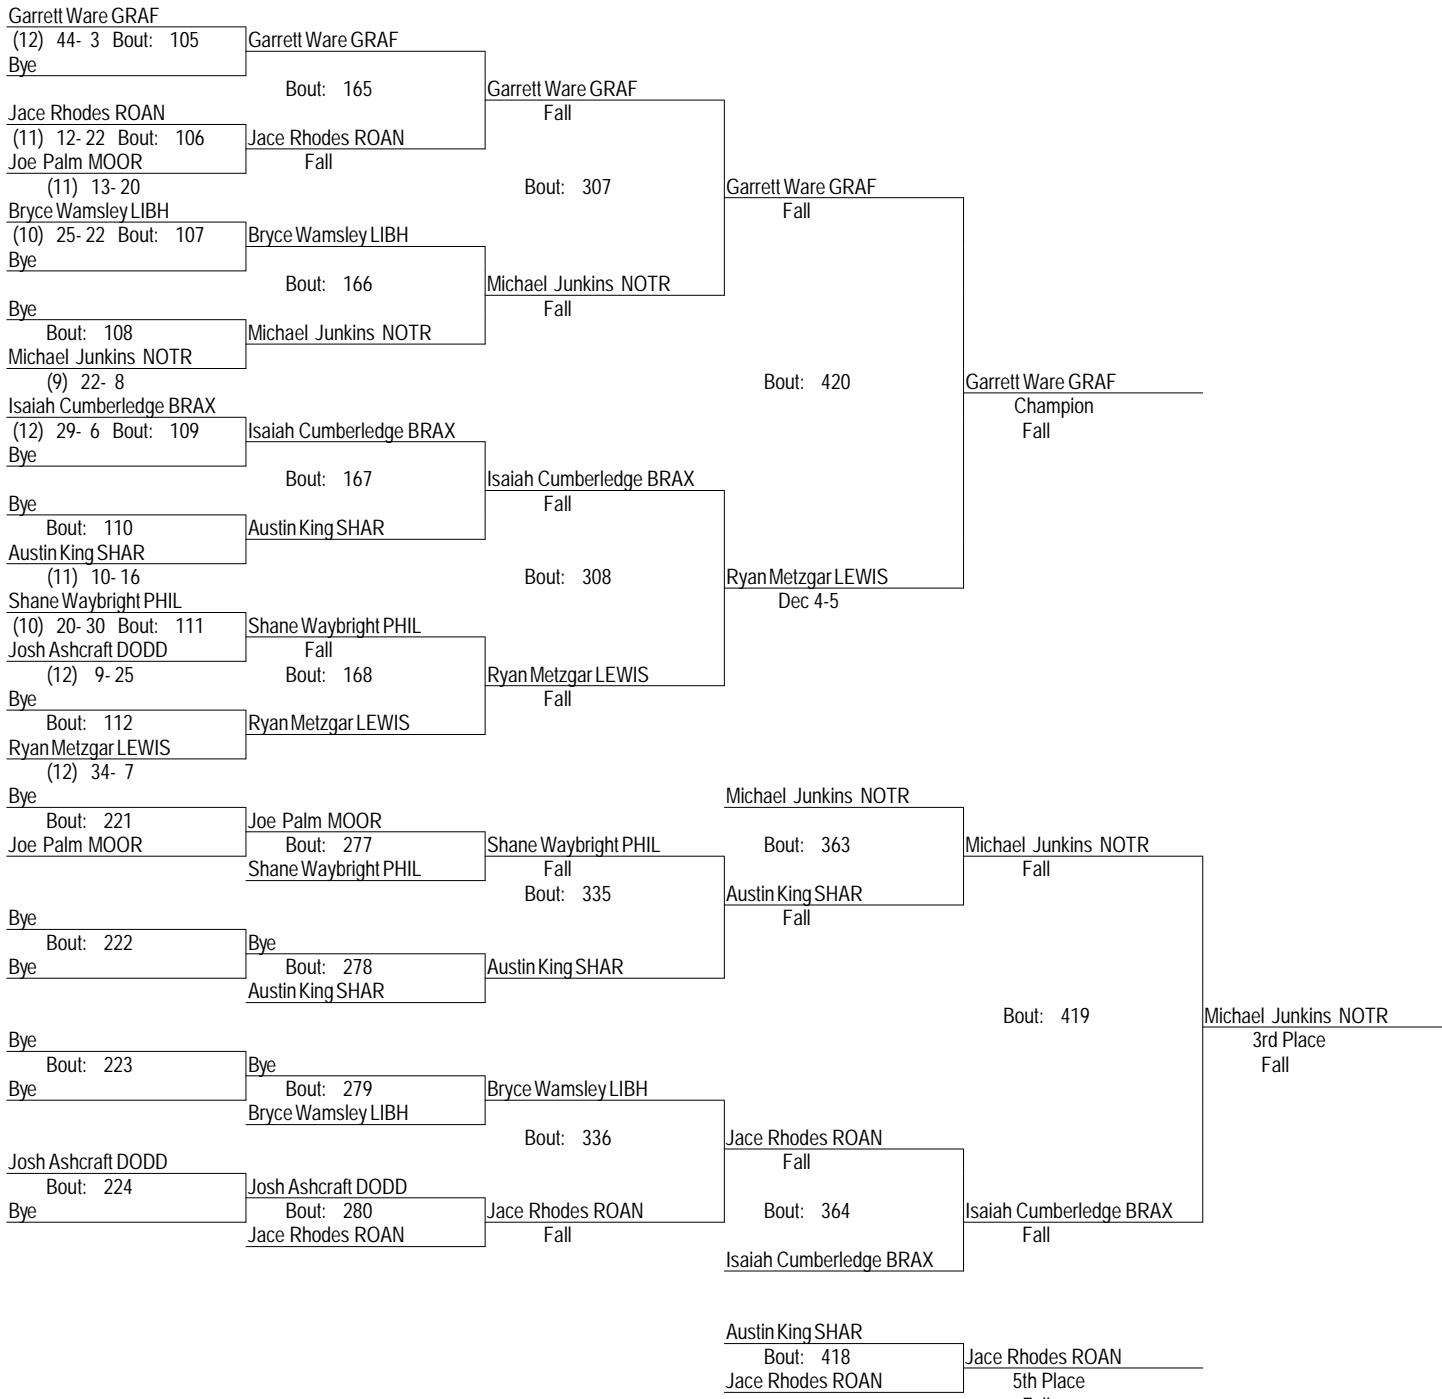 Garrett Ware GRAF
(12) 44- 3 Bout: 105
Garrett Ware GRAF
Bye
Bout: 165
Garrett Ware GRAF
Fall
Jace Rhodes ROAN
(11) 12- 22 Bout: 106
Jace Rhodes ROAN
Joe Palm MOOR
Fall
(11) 13- 20
Bout: 307
Garrett Ware GRAF
Fall
Bryce Wamsley LIBH
(10) 25- 22 Bout: 107
Bryce Wamsley LIBH
Bye
Bout: 166
Michael Junkins NOTR
Fall
Bye
Bout: 108
Michael Junkins NOTR
Michael Junkins NOTR
(9) 22- 8
Bout: 420
Garrett Ware GRAF
Champion
Fall
Isaiah Cumberledge BRAX
(12) 29- 6 Bout: 109
Isaiah Cumberledge BRAX
Bye
Bout: 167
Isaiah Cumberledge BRAX
Fall
Bye
Bout: 110
Austin King SHAR
Austin King SHAR
(11) 10- 16
Bout: 308
Ryan Metzgar LEWIS
Dec 4-5
Shane Waybright PHIL
(10) 20- 30 Bout: 111
Shane Waybright PHIL
Josh Ashcraft DODD
Fall
(12) 9- 25
Bout: 168
Ryan Metzgar LEWIS
Fall
Bye
Bout: 112
Ryan Metzgar LEWIS
Ryan Metzgar LEWIS
(12) 34- 7
Bye
Michael Junkins NOTR
Bout: 221
Joe Palm MOOR
Joe Palm MOOR
Bout: 277
Shane Waybright PHIL
Bout: 363
Michael Junkins NOTR
Shane Waybright PHIL
Fall
Fall
Bout: 335
Austin King SHAR
Fall
Bye
Bout: 222
Bye
Bye
Bout: 278
Austin King SHAR
Austin King SHAR
Bout: 419
Michael Junkins NOTR
3rd Place
Fall
Bye
Bout: 223
Bye
Bye
Bout: 279
Bryce Wamsley LIBH
Bryce Wamsley LIBH
Bout: 336
Jace Rhodes ROAN
Fall
Josh Ashcraft DODD
Bout: 224
Josh Ashcraft DODD
Bye
Bout: 280
Jace Rhodes ROAN
Bout: 364
Isaiah Cumberledge BRAX
Jace Rhodes ROAN
Fall
Fall
Isaiah Cumberledge BRAX
Austin King SHAR
Bout: 418
Jace Rhodes ROAN
Jace Rhodes ROAN
5th Place